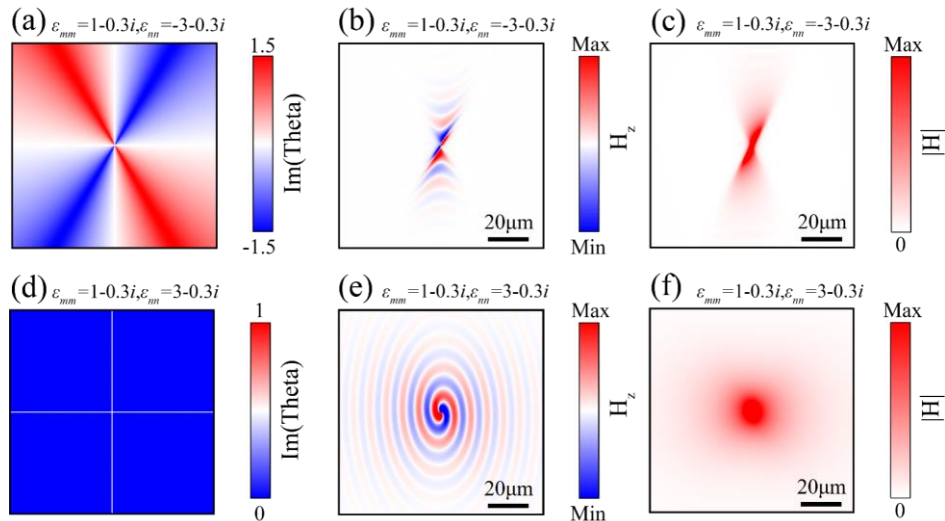 (a) εmm=1-0.3i,εnn=-3-0.3i
1.5
Im(Theta)
-1.5
(b) εmm=1-0.3i,εnn=-3-0.3i
Max
Hz
Min
20μm
(c) εmm=1-0.3i,εnn=-3-0.3i
Max
|H|
0
20μm
(d) εmm=1-0.3i,εnn=3-0.3i
1
Im(Theta)
0
(e) εmm=1-0.3i,εnn=3-0.3i
Max
Hz
Min
20μm
(f) εmm=1-0.3i,εnn=3-0.3i
Max
|H|
0
20μm